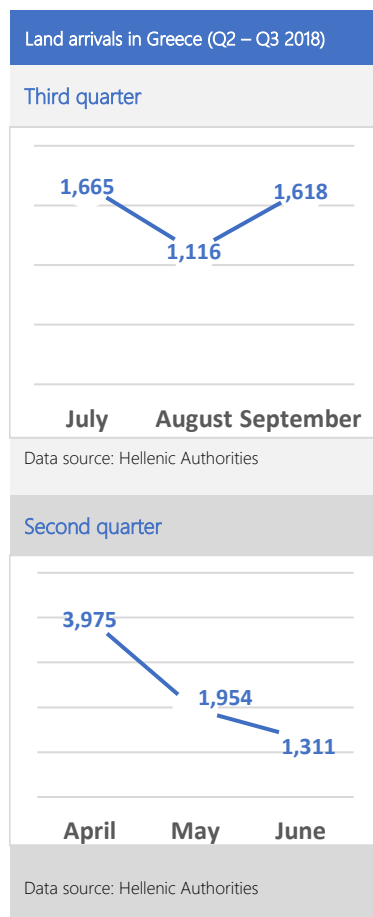 Land arrivals in Greece (Q2 – Q3 2018)
Third quarter
1,665
1,618
1,116
July August September
Data source: Hellenic Authorities
Second quarter
3,975
1,954
1,311
April May June
Data source: Hellenic Authorities